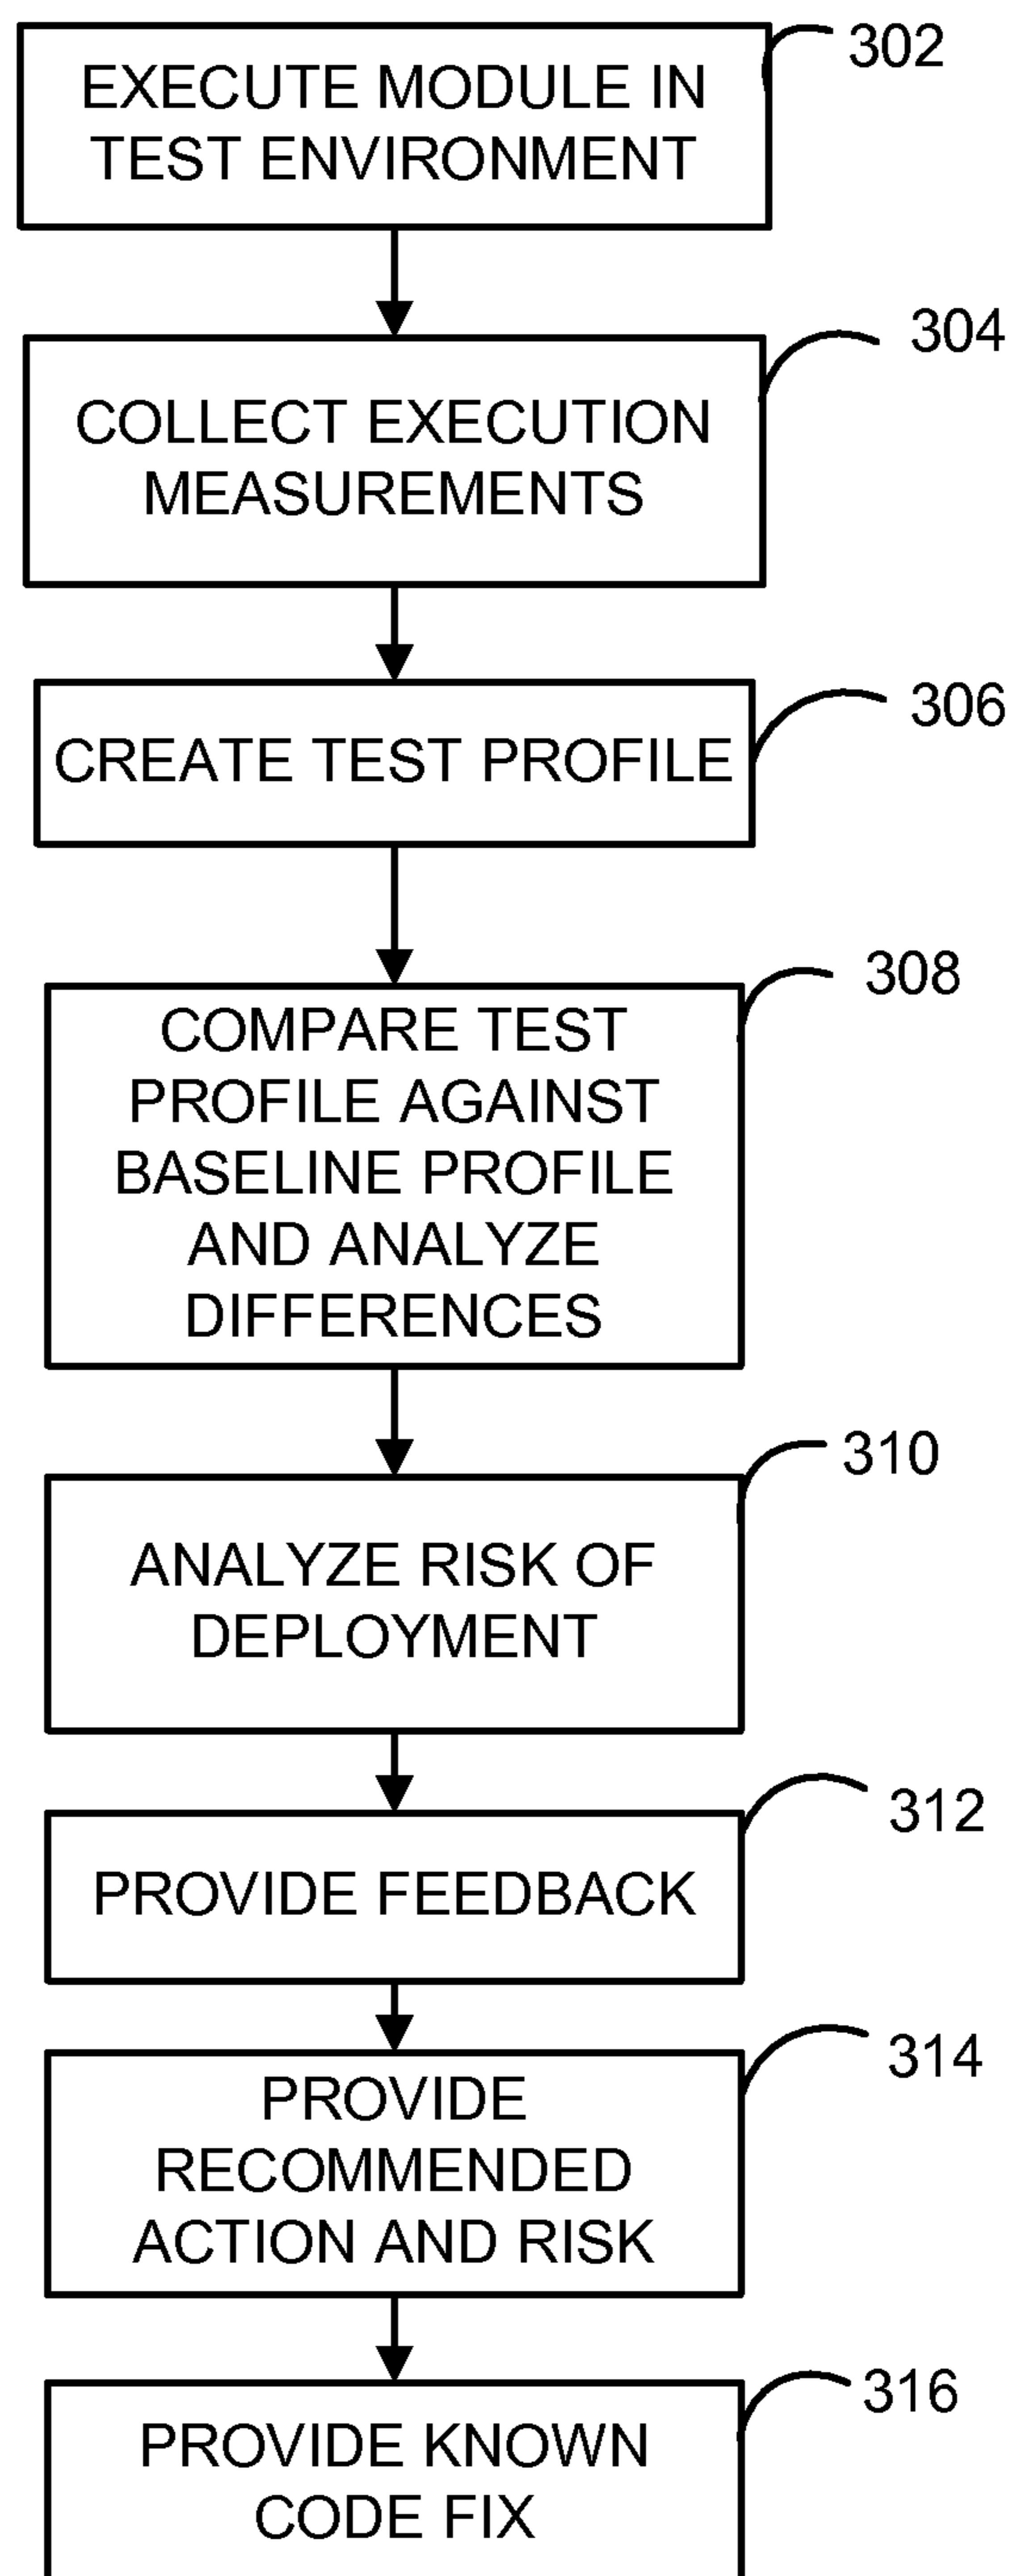 302
EXECUTE MODULE IN
TEST ENVIRONMENT
304
COLLECT EXECUTION
MEASUREMENTS
306
CREATE TEST PROFILE
308
COMPARE TEST
PROFILE AGAINST
BASELINE PROFILE
AND ANALYZE
DIFFERENCES
310
ANALYZE RISK OF
DEPLOYMENT
312
PROVIDE FEEDBACK
314
PROVIDE
RECOMMENDED
ACTION AND RISK
316
PROVIDE KNOWN
CODE FIX